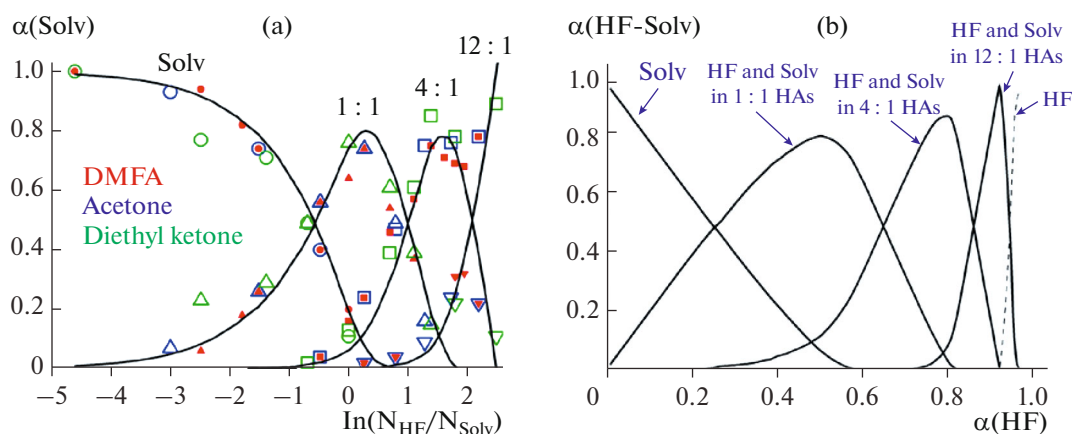 α(Solv)
(a)
12 : 1
Solv
4 : 1
1 : 1
1.0
0.8
0.6
0.4
0.2
0
DMFA
Acetone
Diethyl ketone
−5 −4 −3 −2 −1 0 1 2
In(N_HF/N_Solv)
α(HF-Solv)
(b)
HF and Solv
in 12 : 1 HAs
HF and Solv
in 1 : 1 HAs
HF and Solv
in 4 : 1 HAs
Solv
HF
1.0
0.8
0.6
0.4
0.2
0 0.2 0.4 0.6 0.8 1.0
α(HF)